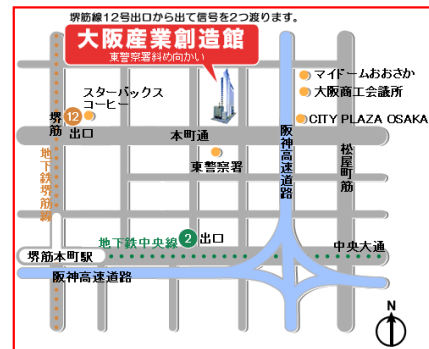 堺筋線12号出口から出て信号を2つ渡ります。
大阪産業創造館
東警察署斜め向かい
マイドームおおさか
大阪商工会議所
スターバックス
コーヒー
CITY PLAZA OSAKA
堺筋
12
出口
本町通
阪神高速道路
松屋町筋
地下鉄堺筋線
東警察署
地下鉄中央線
2
出口
中央大通
堺筋本町駅
阪神高速道路
N